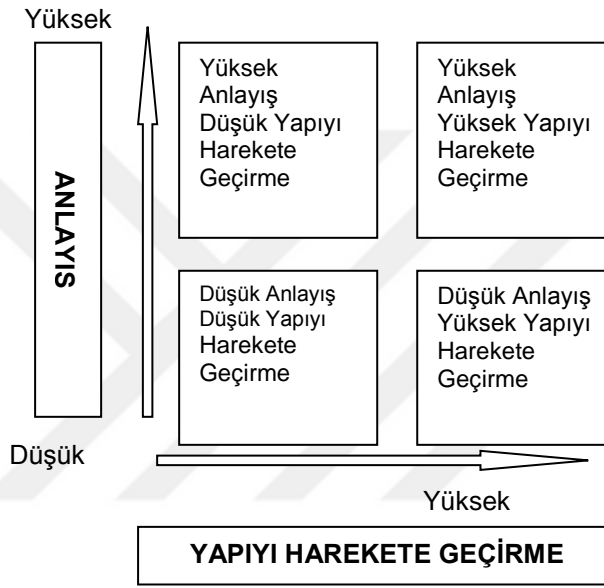 Yüksek
Yüksek
Anlayış
Düşük Yapıyı
Harekete
Geçirme
Yüksek
Anlayış
Yüksek Yapıyı
Harekete
Geçirme
ANLAYIS
Düşük Anlayış
Düşük Yapıyı
Harekete
Geçirme
Düşük Anlayış
Yüksek Yapıyı
Harekete
Geçirme
Düşük
Yüksek
YAPIYI HAREKETE GEÇİRME